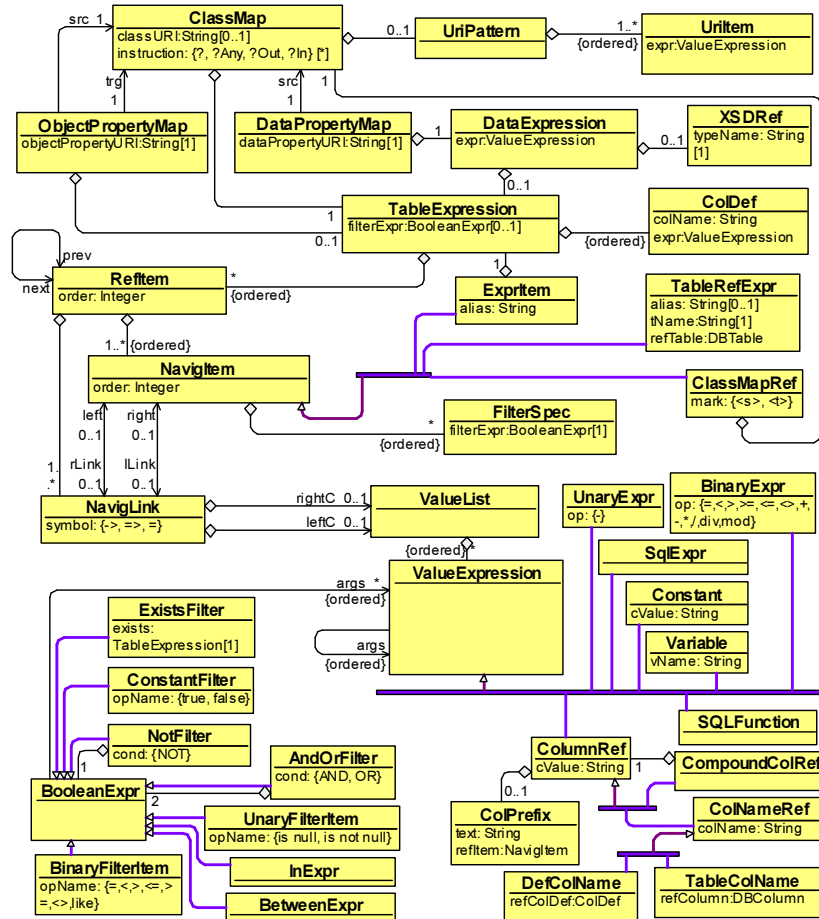 ClassMap
classURI:String[0..1]
instruction: {?, ?Any, ?Out, ?In} [*]
src 1
0..1
UriPattern
1..*
{ordered}
UriItem
expr:ValueExpression
trg
1
src
1
1
ObjectPropertyMap
objectPropertyURI:String[1]
DataPropertyMap
dataPropertyURI:String[1]
1
DataExpression
expr:ValueExpression
0..1
XSDRef
typeName: String
[1]
0..1
1
0..1
TableExpression
filterExpr:BooleanExpr[0..1]
{ordered}
ColDef
colName: String
expr:ValueExpression
prev
next
RefItem
order: Integer
*
{ordered}
1
ExprItem
alias: String
TableRefExpr
alias: String[0..1]
tName:String[1]
refTable:DBTable
1..* {ordered}
NavigItem
order: Integer
ClassMapRef
mark: {<s>, <t>}
left
0..1
right
0..1
*
{ordered}
FilterSpec
filterExpr:BooleanExpr[1]
1.
.*
rLink
0..1
lLink
0..1
NavigLink
symbol: {->, =>, =}
rightC 0..1
leftC 0..1
ValueList
{ordered} *
UnaryExpr
op: {-}
BinaryExpr
op: {=,<,>,>=,<=,<>,+,
-,*,/,div,mod}
SqlExpr
Constant
cValue: String
Variable
vName: String
args *
{ordered}
ValueExpression
args
{ordered}
ExistsFilter
exists:
TableExpression[1]
ConstantFilter
opName: {true, false}
NotFilter
cond: {NOT}
1
AndOrFilter
cond: {AND, OR}
2
BooleanExpr
UnaryFilterItem
opName: {is null, is not null}
InExpr
BetweenExpr
BinaryFilterItem
opName: {=,<,>,<=,>
=,<>,like}
SQLFunction
ColumnRef
cValue: String
1
CompoundColRef
0..1
ColPrefix
text: String
refItem:NavigItem
ColNameRef
colName: String
DefColName
refColDef:ColDef
TableColName
refColumn:DBColumn